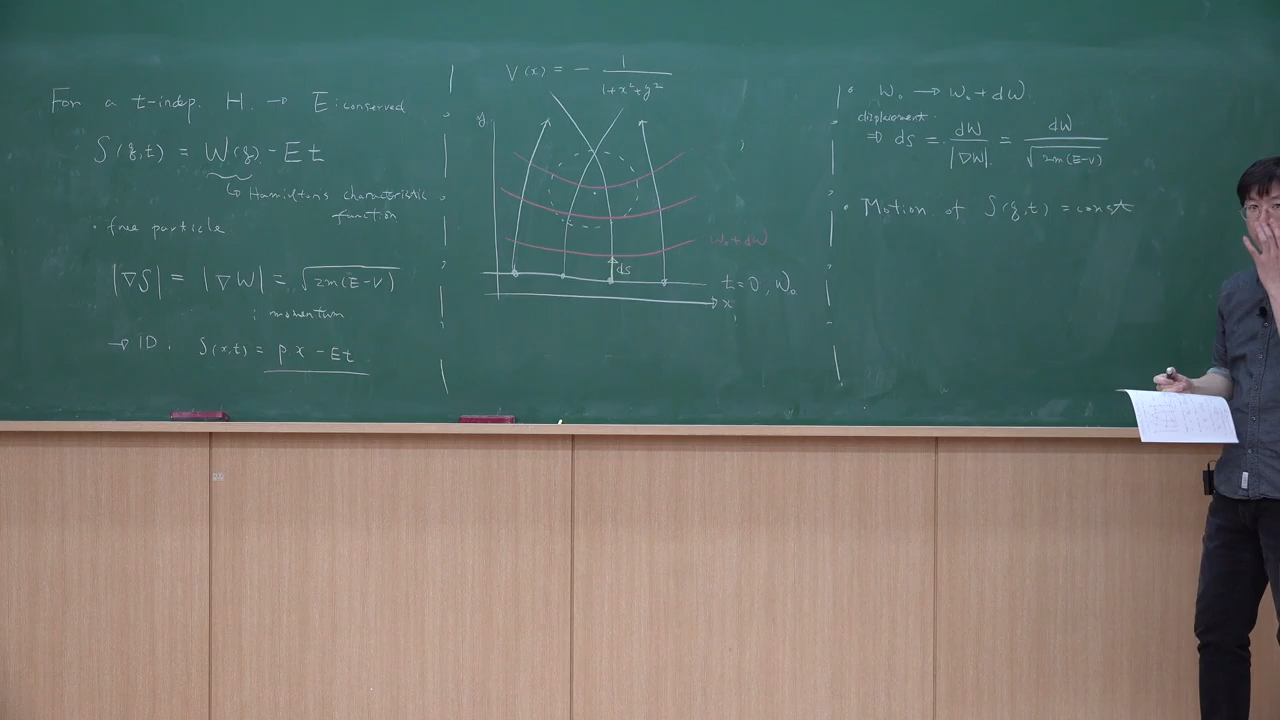 For a t-indep. H. → E : conserved
S(q,t) = W(q) - Et
↳ Hamilton's characteristic function
· free particle
|∇S| = |∇W| = √2m(E-V)
; momentum
→ 1D. S(x,t) = px - Et
V(x) = - 1/(1+x²+y²)
y
W₀+dW
ds
t=0, W₀
x
· W₀ → W₀+dW.
displacement.
⇒ ds = dW/|∇W| = dW/√2m(E-V)
· Motion of S(q,t) = const